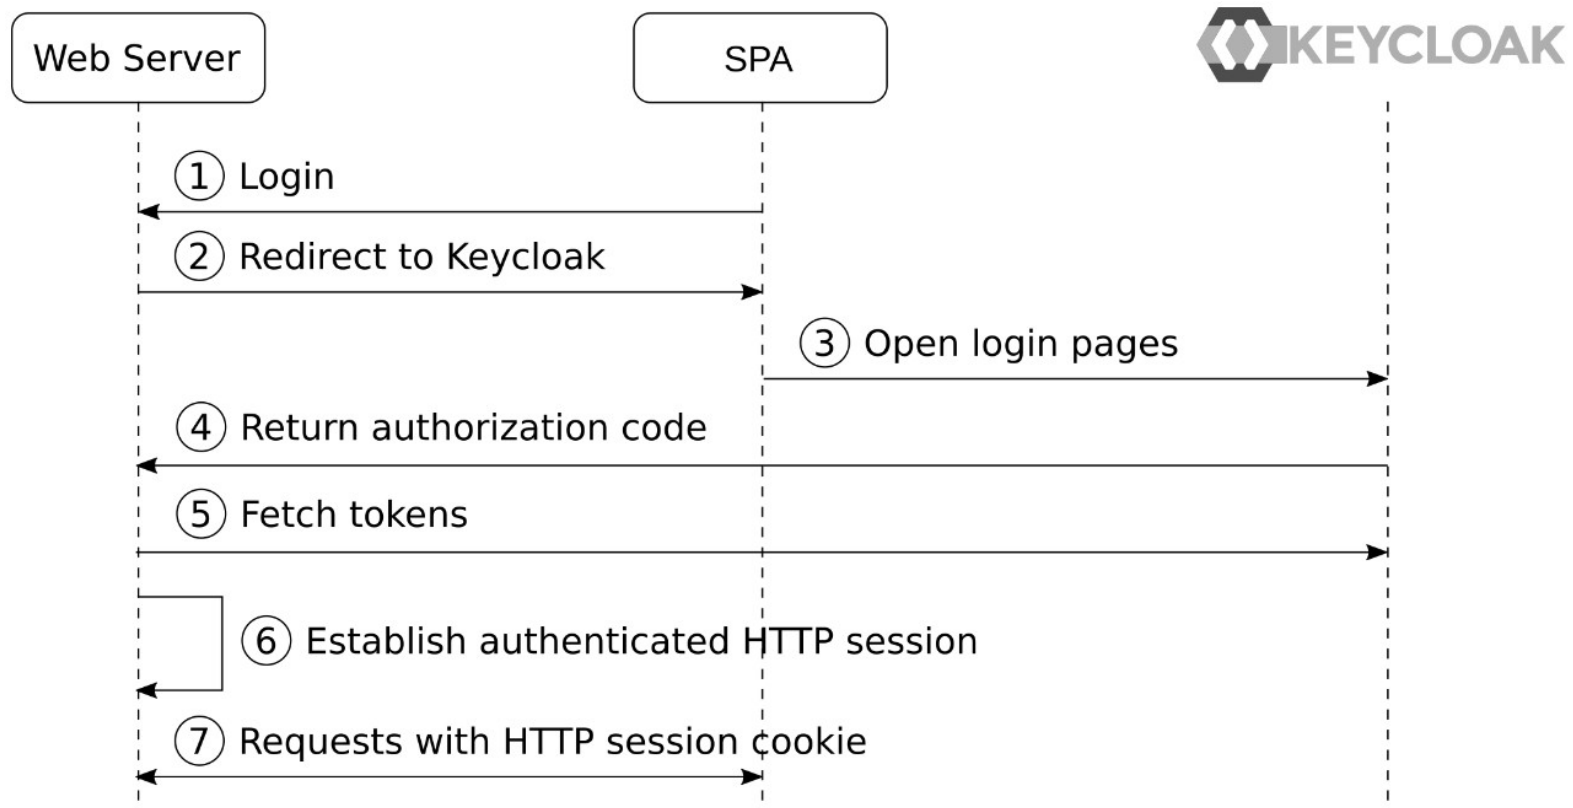 Web Server
SPA
KEYCLOAK
1 Login
2 Redirect to Keycloak
3 Open login pages
4 Return authorization code
5 Fetch tokens
6 Establish authenticated HTTP session
7 Requests with HTTP session cookie